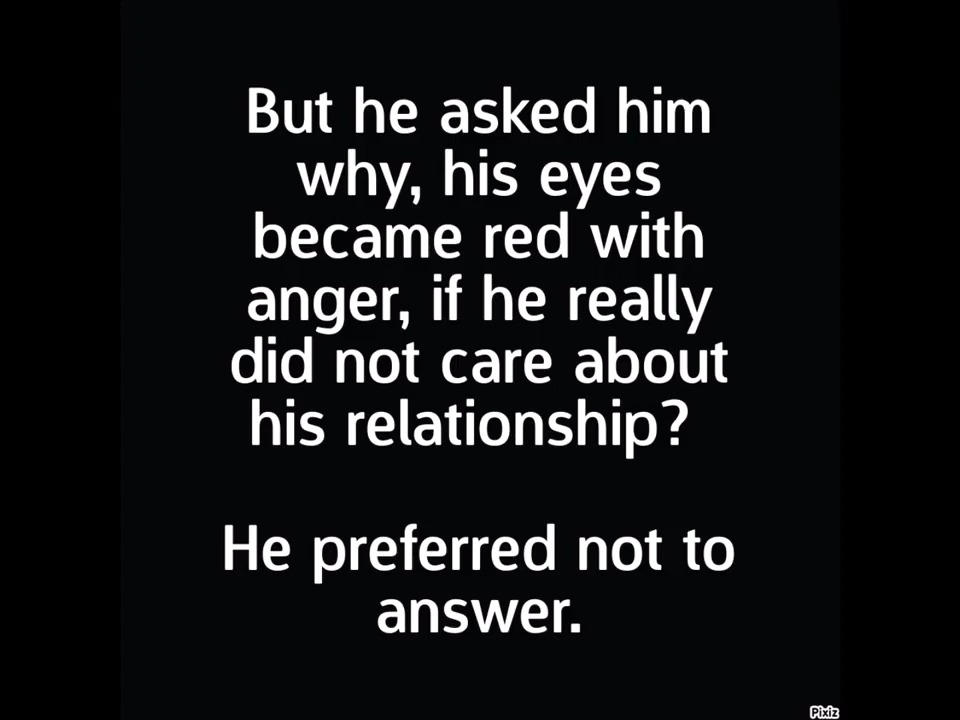 But he asked him
why, his eyes
became red with
anger, if he really
did not care about
his relationship?
He preferred not to
answer.
Pixiz